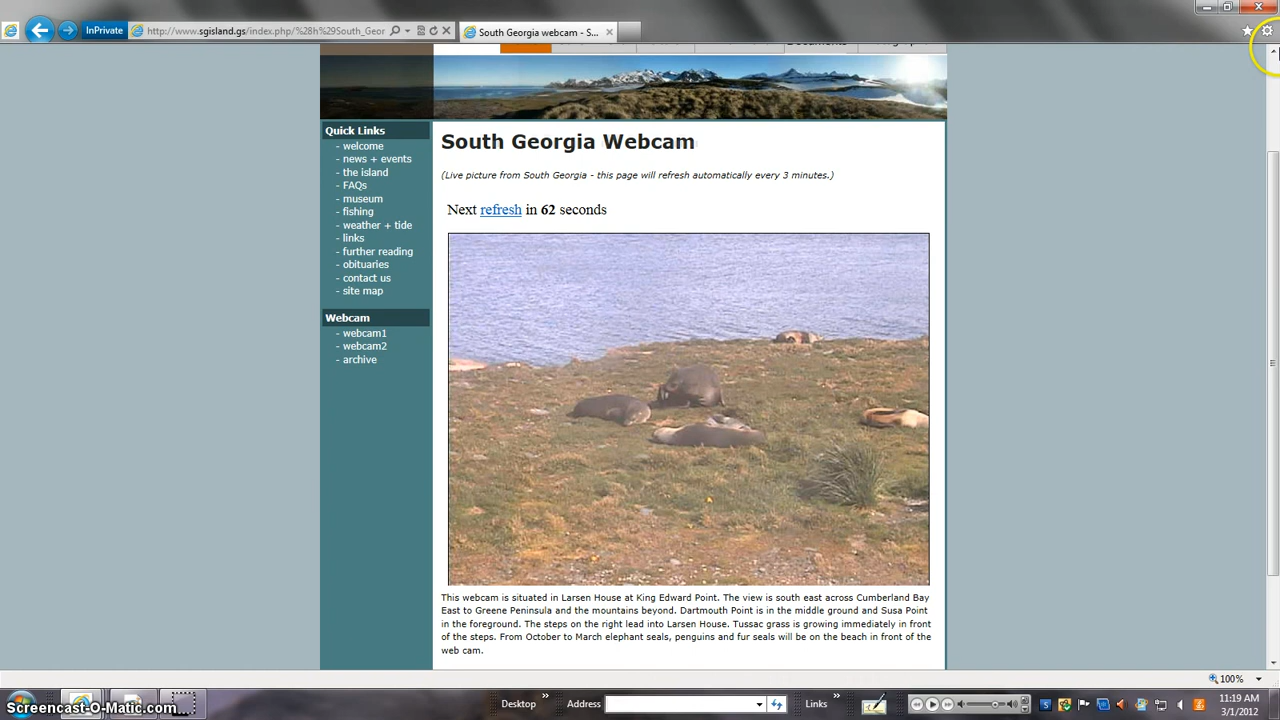 InPrivate
http://www.sgisland.gs/index.php/%28h%29South_Geor
South Georgia webcam - S...
Quick Links
- welcome
- news + events
- the island
- FAQs
- museum
- fishing
- weather + tide
- links
- further reading
- obituaries
- contact us
- site map
Webcam
- webcam1
- webcam2
- archive
South Georgia Webcam
(Live picture from South Georgia - this page will refresh automatically every 3 minutes.)
Next refresh in 62 seconds
This webcam is situated in Larsen House at King Edward Point. The view is south east across Cumberland Bay
East to Greene Peninsula and the mountains beyond. Dartmouth Point is in the middle ground and Susa Point
in the foreground. The steps on the right lead into Larsen House. Tussac grass is growing immediately in front
of the steps. From October to March elephant seals, penguins and fur seals will be on the beach in front of the
web cam.
100%
Screencast-O-Matic.com
Desktop
Address
Links
11:19 AM
3/1/2012